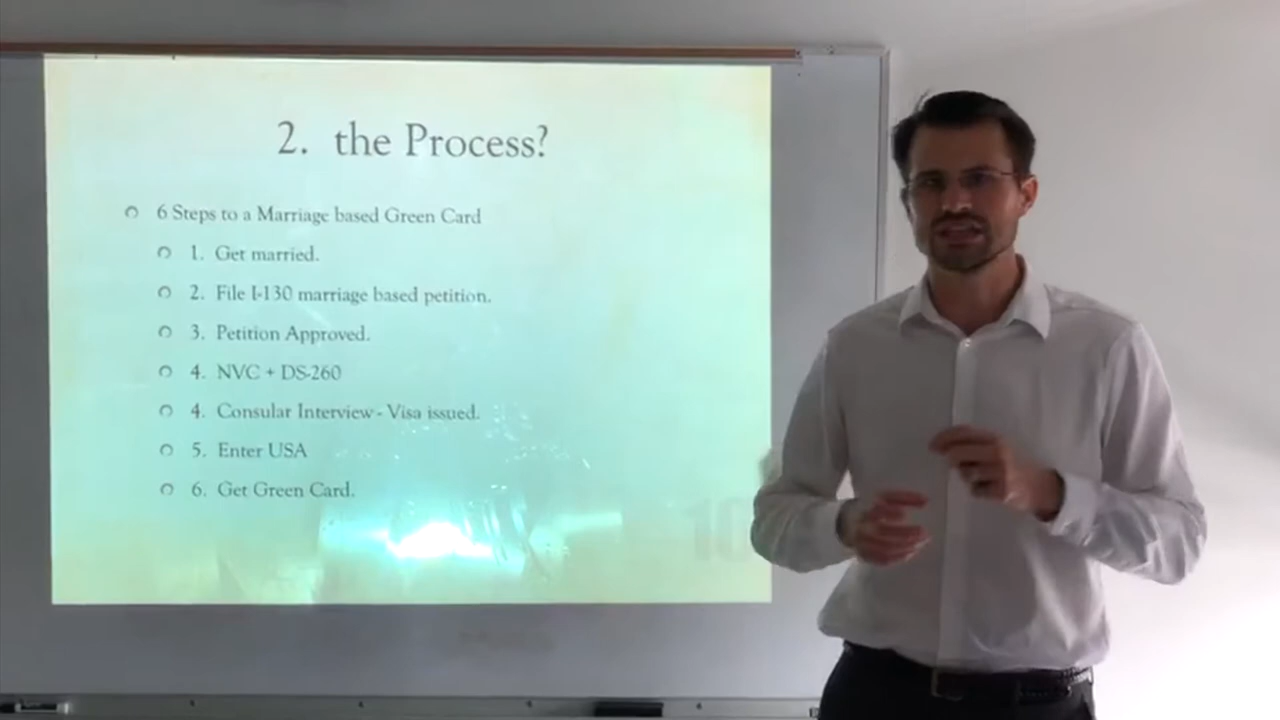 2. the Process?
6 Steps to a Marriage based Green Card
1. Get married.
2. File I-130 marriage based petition.
3. Petition Approved.
4. NVC + DS-260
4. Consular Interview - Visa issued.
5. Enter USA
6. Get Green Card.